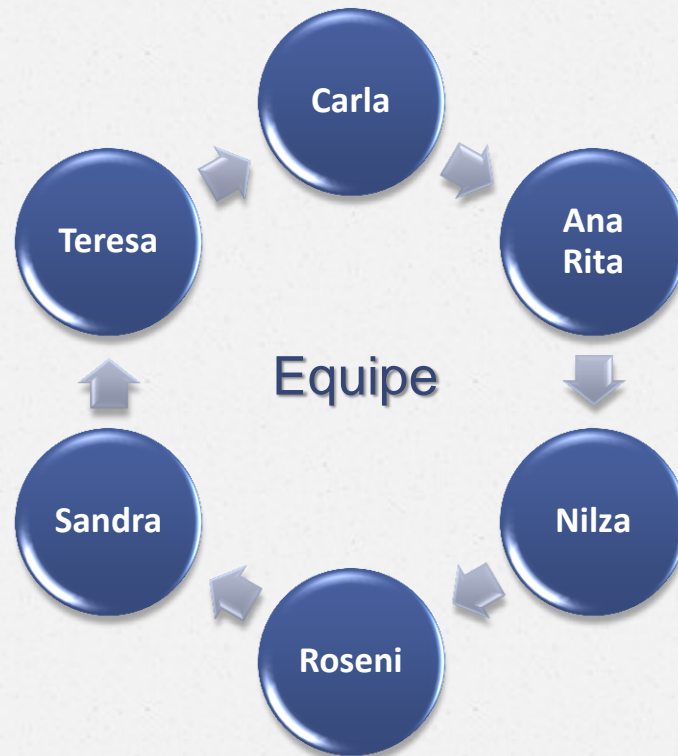 Carla
Ana
Rita
Nilza
Roseni
Sandra
Teresa
Equipe